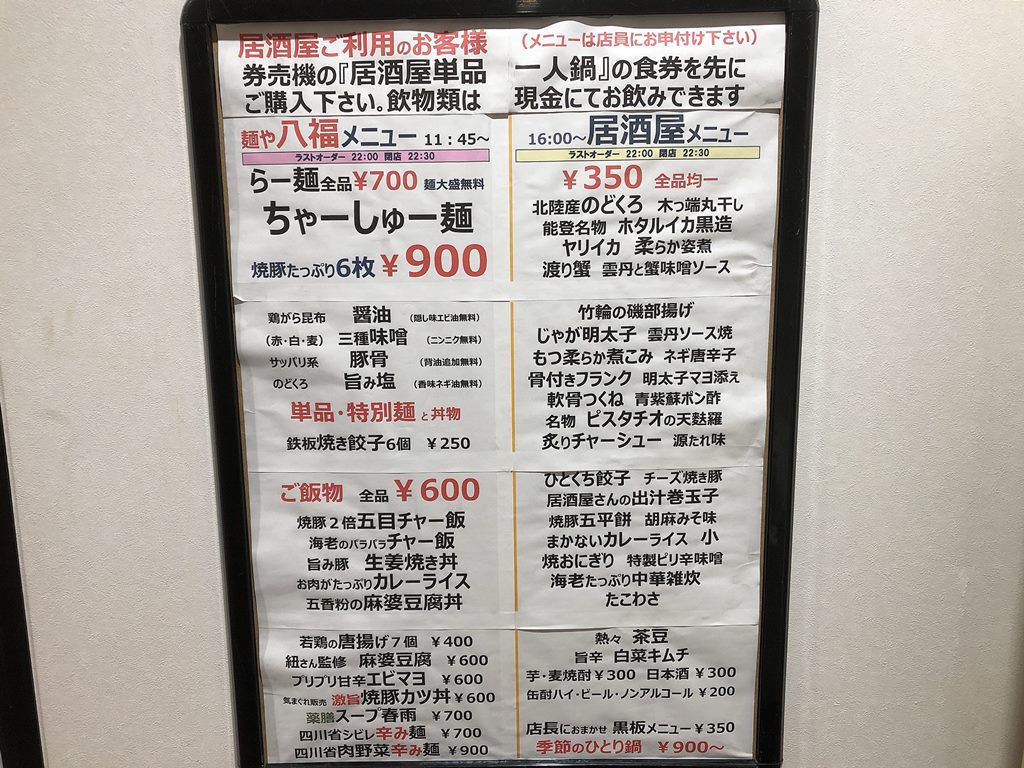 居酒屋ご利用のお客様 （メニューは店員にお申付け下さい）
券売機の『居酒屋単品 一人鍋』の食券を先に
ご購入下さい。飲物類は 現金にてお飲みできます
麺や八福メニュー 11：45～
ラストオーダー 22:00 閉店 22:30
らー麺全品¥700 麺大盛無料
ちゃーしゅー麺
焼豚たっぷり6枚¥900
鶏がら昆布 醤油 （隠し味エビ油無料）
（赤・白・麦） 三種味噌 （ニンニク無料）
サッパリ系 豚骨 （背油追加無料）
のどくろ 旨み塩 （香味ネギ油無料）
単品・特別麺と丼物
鉄板焼き餃子6個 ¥250
ご飯物 全品¥600
焼豚２倍五目チャー飯
海老のパラパラチャー飯
旨み豚 生姜焼き丼
お肉がたっぷりカレーライス
五香粉の麻婆豆腐丼
若鶏の唐揚げ７個 ¥400
紐さん監修 麻婆豆腐 ¥600
プリプリ甘辛エビマヨ ¥600
気まぐれ販売 激旨焼豚カツ丼¥600
薬膳スープ春雨 ¥700
四川省シビレ辛み麺 ¥700
四川省肉野菜辛み麺 ¥900
16:00～居酒屋メニュー
ラストオーダー 22:00 閉店 22:30
¥350 全品均一
北陸産のどくろ 木っ端丸干し
能登名物 ホタルイカ黒造
ヤリイカ 柔らか姿煮
渡り蟹 雲丹と蟹味噌ソース
竹輪の磯部揚げ
じゃが明太子 雲丹ソース焼
もつ柔らか煮こみ ネギ唐辛子
骨付きフランク 明太子マヨ添え
軟骨つくね 青紫蘇ポン酢
名物 ピスタチオの天麩羅
炙りチャーシュー 源たれ味
ひとくち餃子 チーズ焼き豚
居酒屋さんの出汁巻玉子
焼豚五平餅 胡麻みそ味
まかないカレーライス 小
焼おにぎり 特製ピリ辛味噌
海老たっぷり中華雑炊
たこわさ
熱々 茶豆
旨辛 白菜キムチ
芋・麦焼酎¥300 日本酒¥300
缶酎ハイ・ビール・ノンアルコール¥200
店長におまかせ 黒板メニュー¥350
季節のひとり鍋 ¥900～